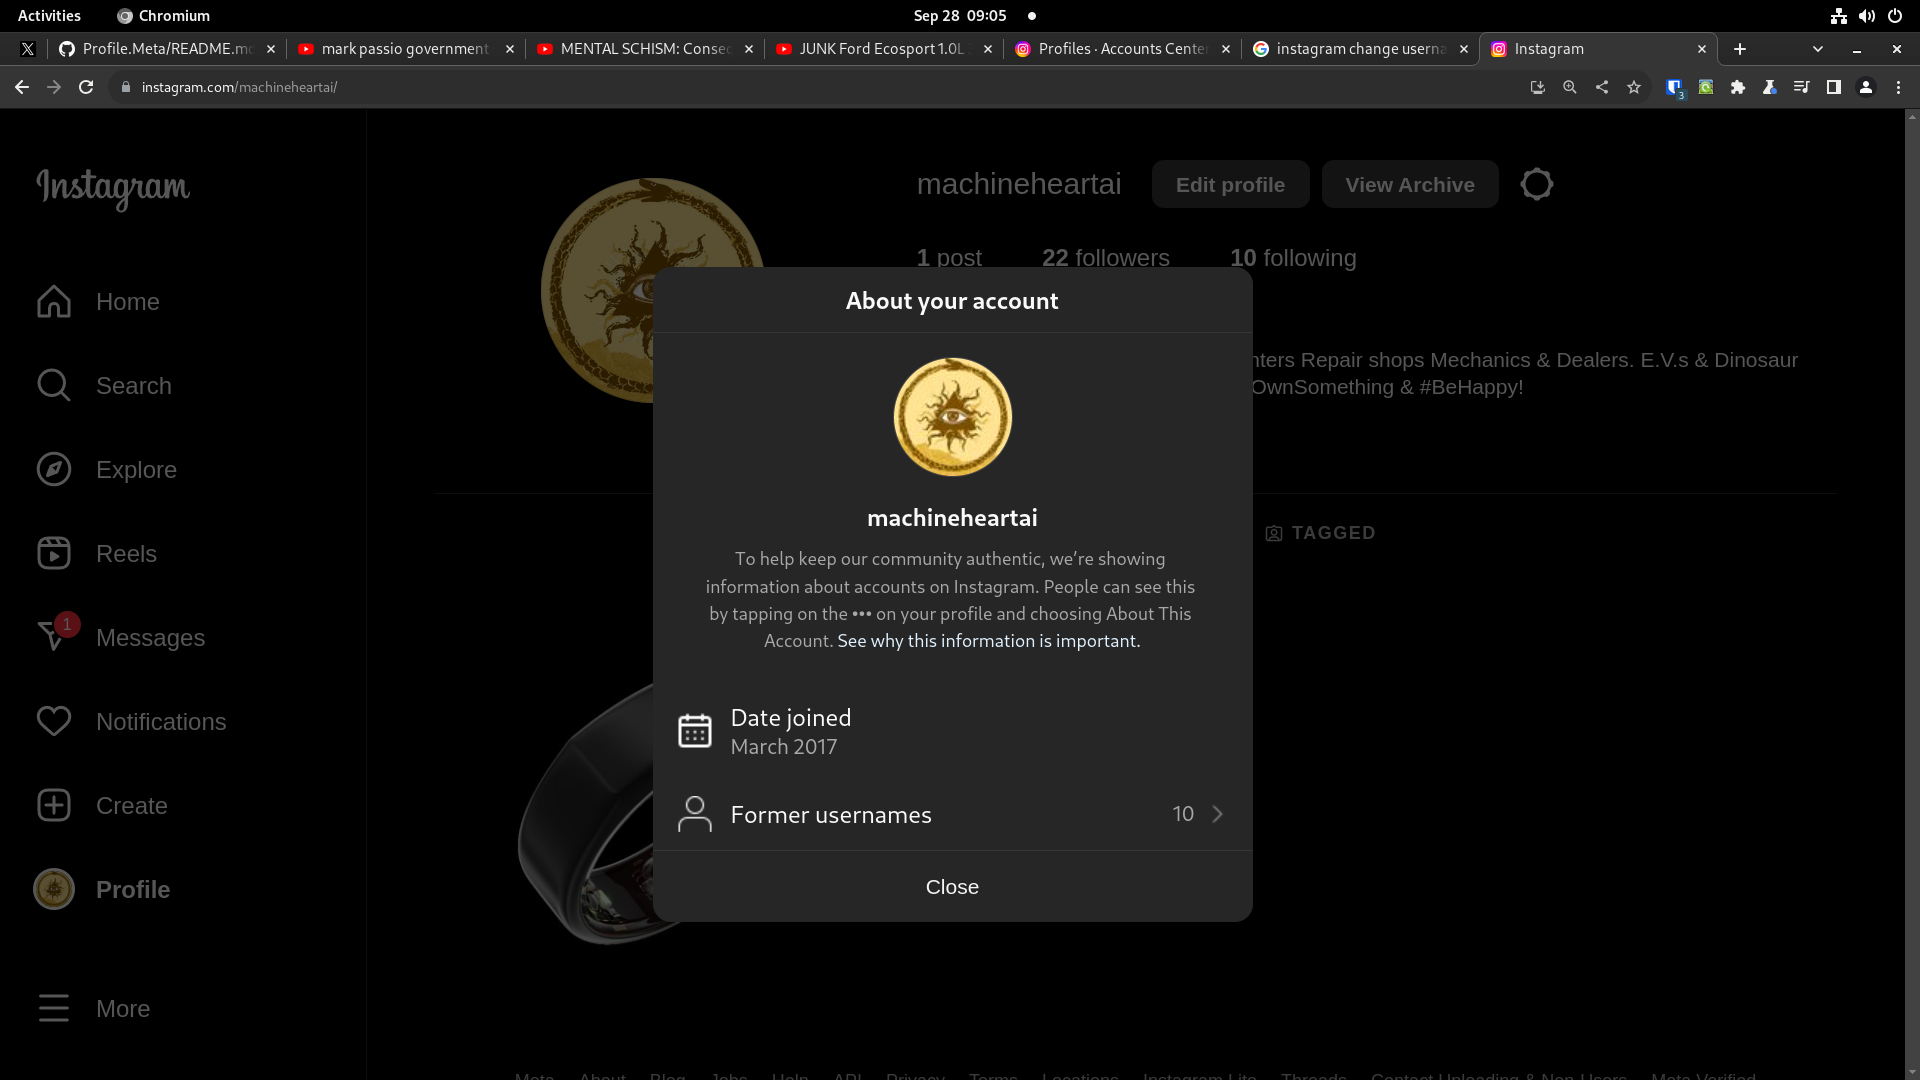 Activities
Chromium
Sep 28 09:05
Profile.Meta/README.m
mark passio government
MENTAL SCHISM: Consec
JUNK Ford Ecosport 1.0L
Profiles · Accounts Center
instagram change userna
Instagram
instagram.com/machineheartai/
3
Instagram
machineheartai
Edit profile
View Archive
1 post
22 followers
10 following
Home
Search
Explore
Reels
1
Messages
Notifications
Create
Profile
More
nters Repair shops Mechanics & Dealers. E.V.s & Dinosaur
OwnSomething & #BeHappy!
TAGGED
About your account
machineheartai
To help keep our community authentic, we’re showing
information about accounts on Instagram. People can see this
by tapping on the ••• on your profile and choosing About This
Account. See why this information is important.
Date joined
March 2017
Former usernames
10
Close
Meta About Blog Jobs Help API Privacy Terms Locations Instagram Lite Threads Contact Uploading & Non-Users Meta Verified